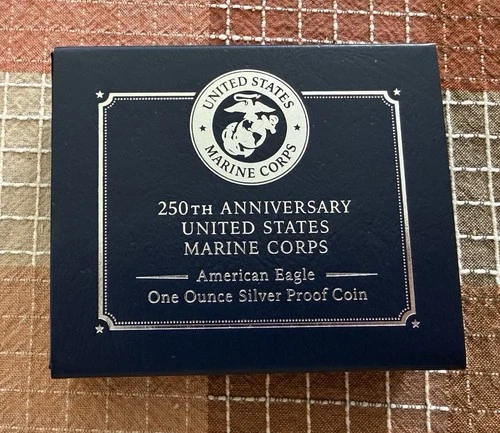 UNITED STATES
MARINE CORPS
250TH ANNIVERSARY
UNITED STATES
MARINE CORPS
American Eagle
One Ounce Silver Proof Coin